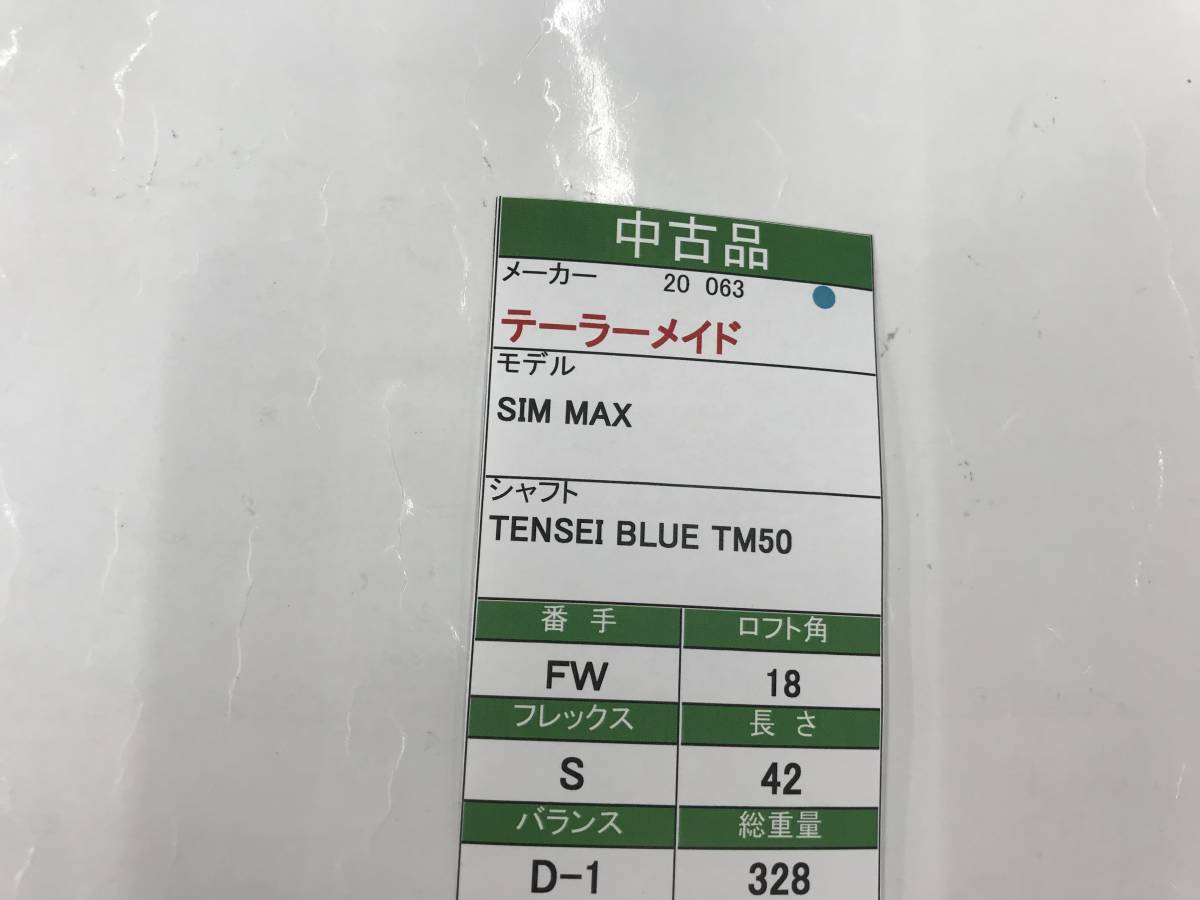 中古品
メーカー 20 063
テーラーメイド
モデル
SIM MAX
シャフト
TENSEI BLUE TM50
番手 ロフト角
FW 18
フレックス 長さ
S 42
バランス 総重量
D-1 328